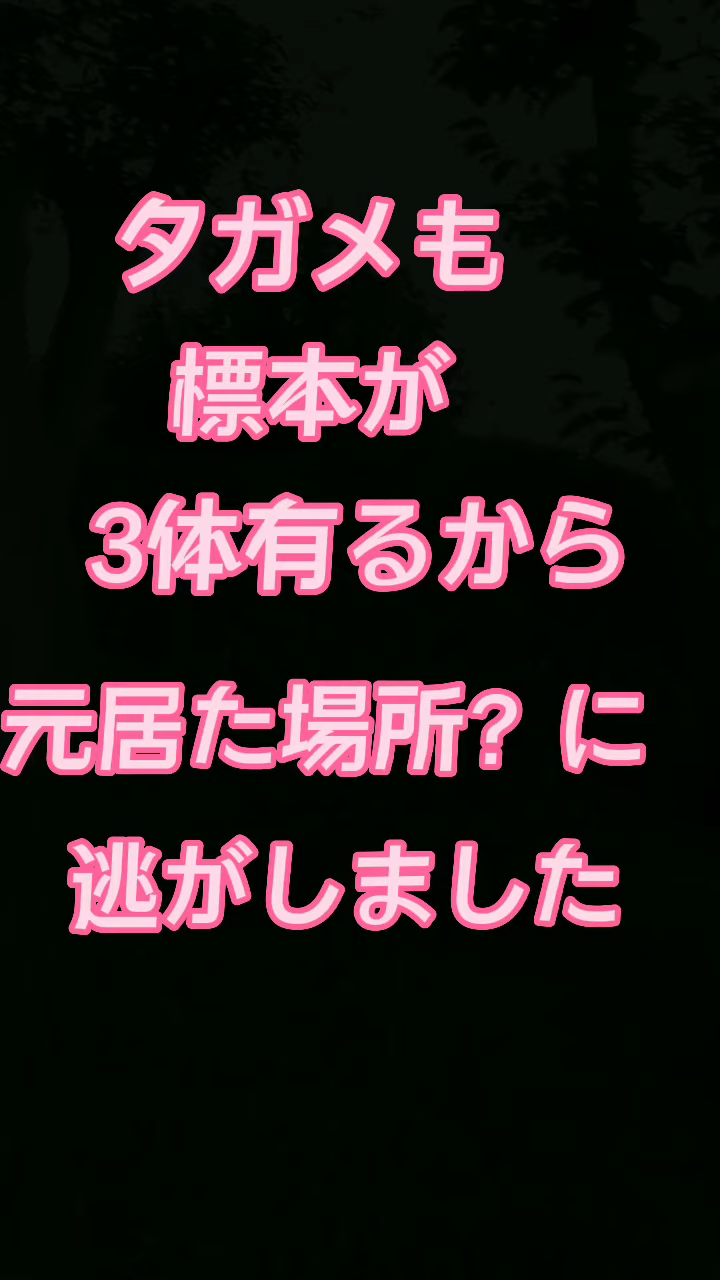 タガメも
標本が
3体有るから
元居た場所? に
逃がしました